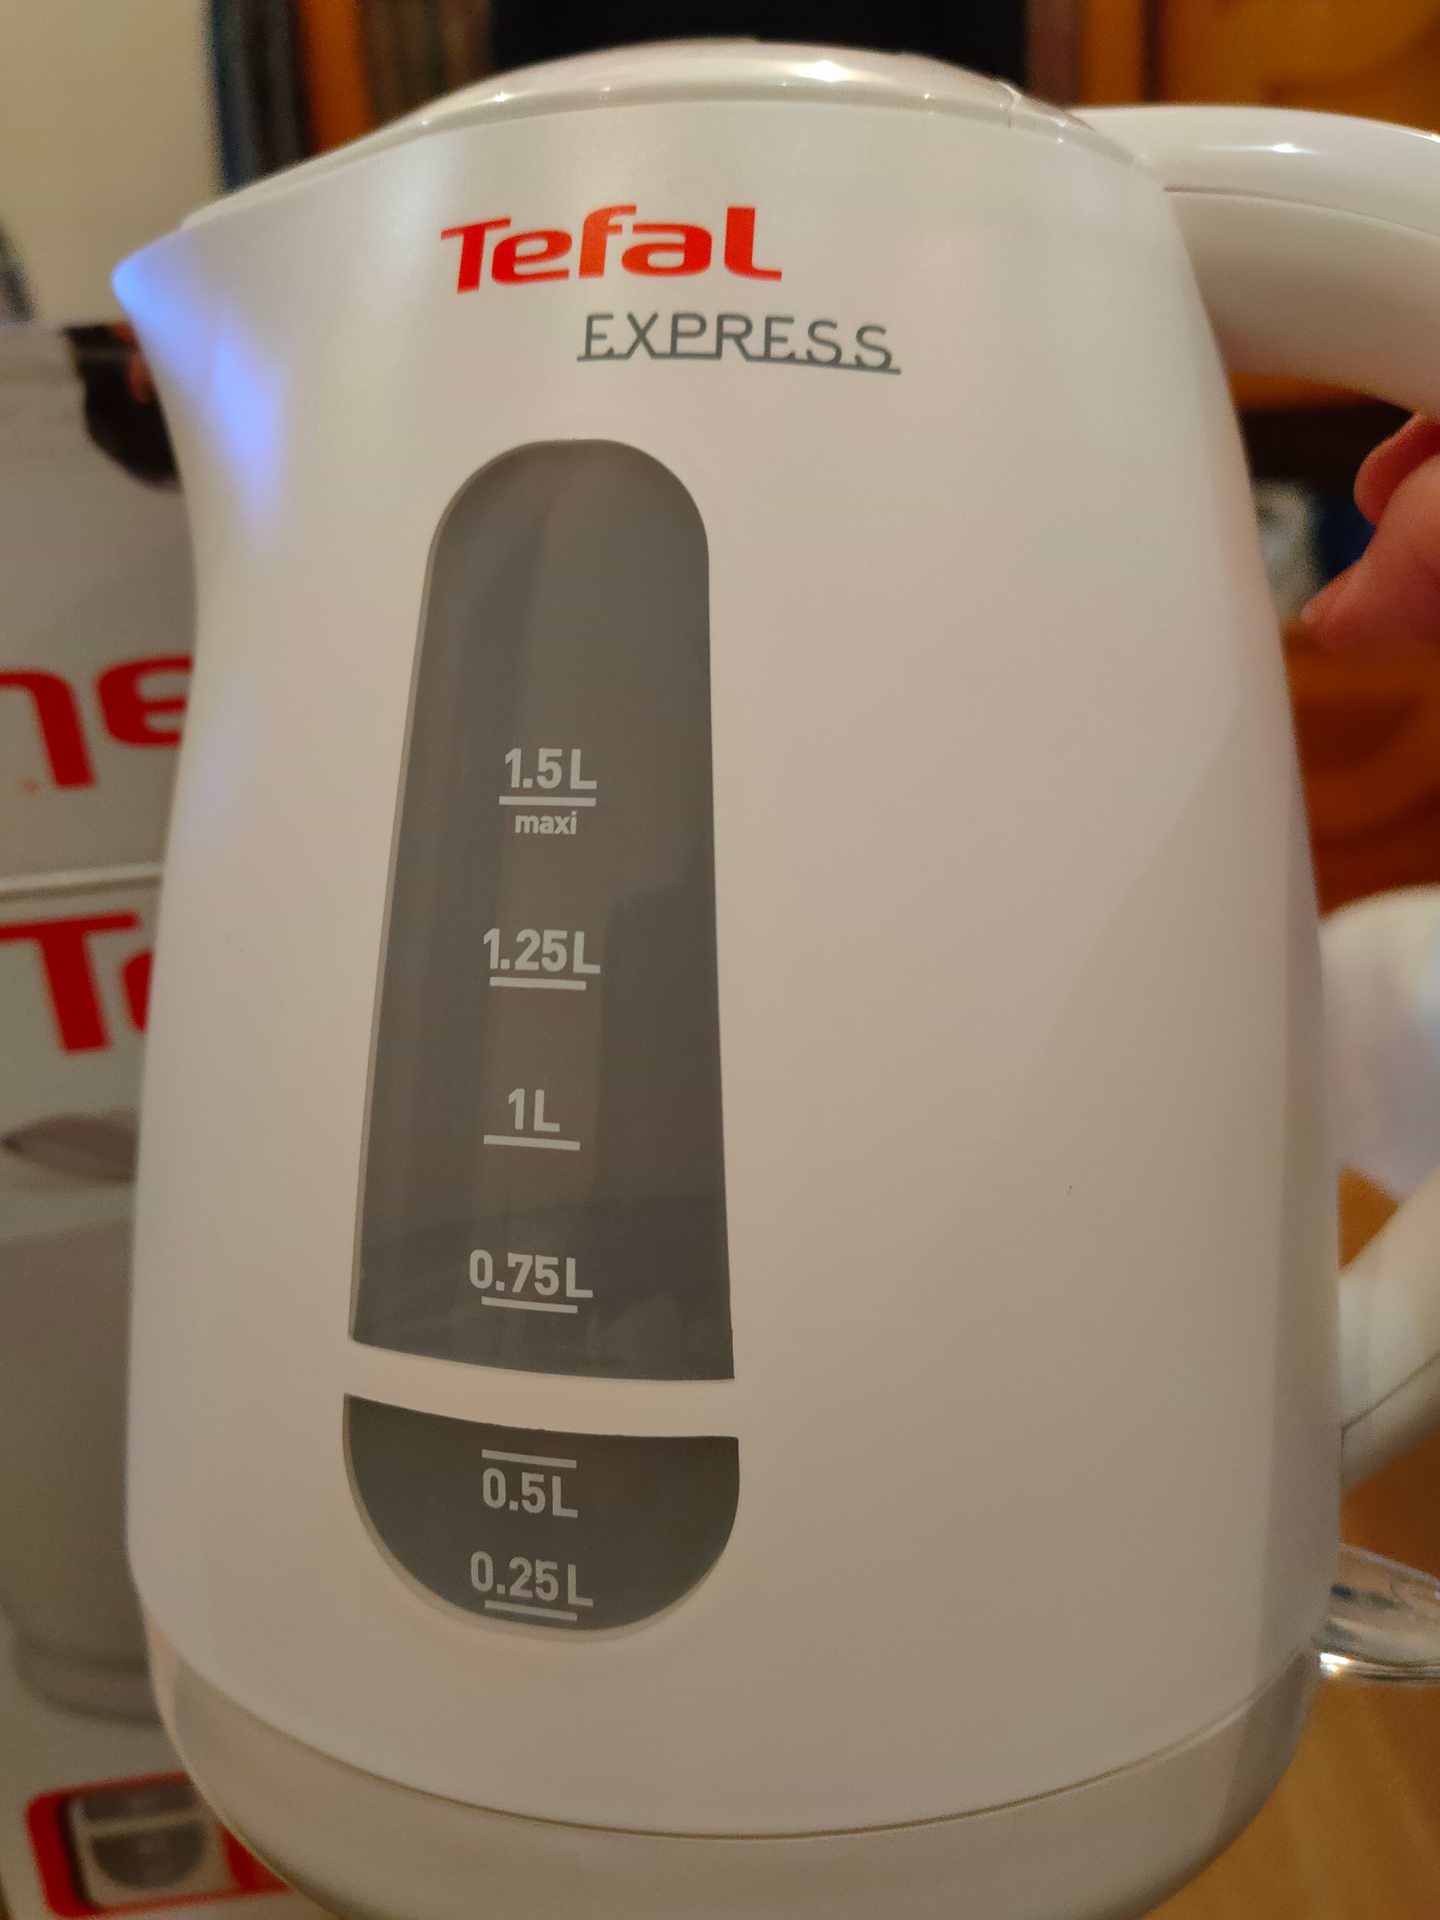 Tefal
EXPRESS
1.5L
maxi
1.25L
1L
0.75L
0.5L
0.25L